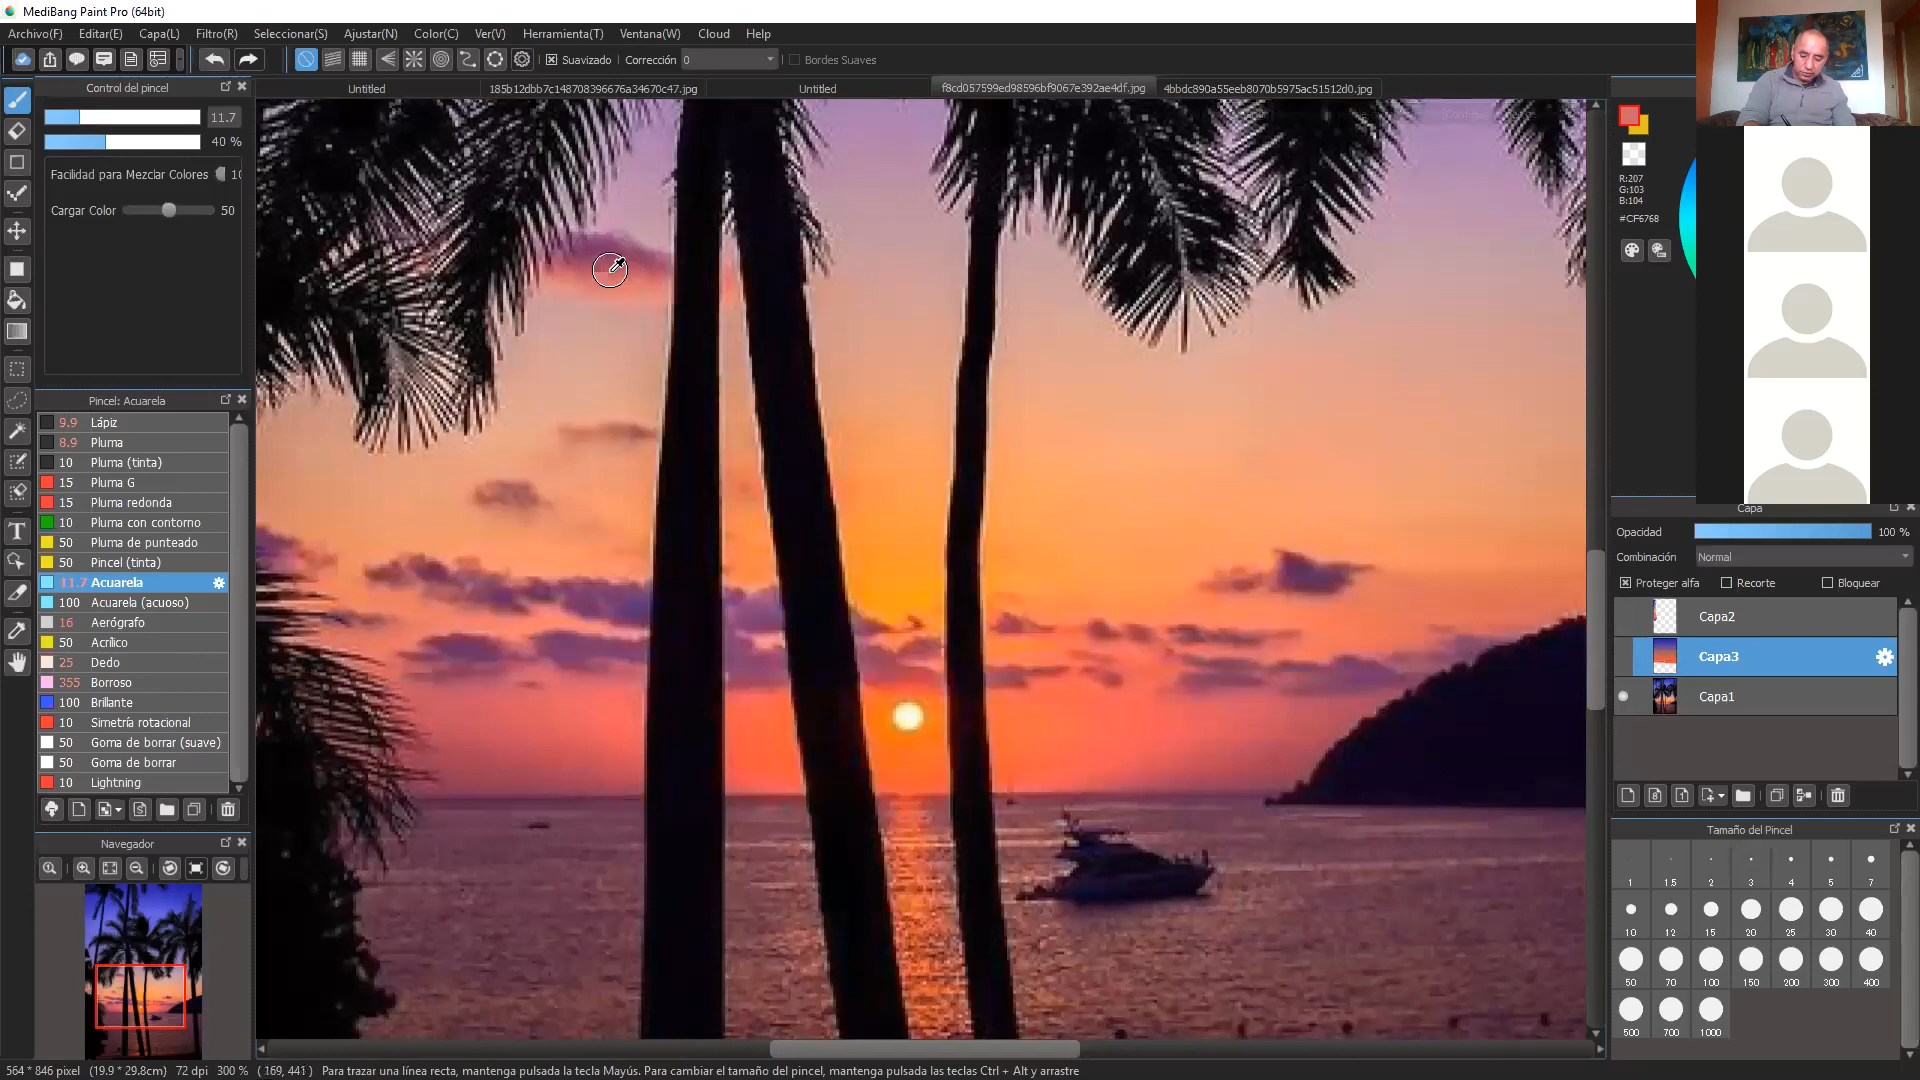 MediBang Paint Pro (64bit)
Archivo(F) Editar(E) Capa(L) Filtro(R) Seleccionar(S) Ajustar(N) Color(C) Ver(V) Herramienta(T) Ventana(W) Cloud Help
Suavizado Corrección 0 Bordes Suaves
Control del pincel
Untitled 185b12dbb7c148708396676a34670c47.jpg Untitled f8cd057599ed98596bf9067e392ae4df.jpg 4bbdc890a55eeb8070b5975ac51512d0.jpg
11.7
40 %
Facilidad para Mezclar Colores 10
Cargar Color 50
Pincel: Acuarela
9.9 Lápiz
8.9 Pluma
10 Pluma (tinta)
15 Pluma G
15 Pluma redonda
10 Pluma con contorno
50 Pluma de punteado
50 Pincel (tinta)
11.7 Acuarela
100 Acuarela (acuoso)
16 Aerógrafo
50 Acrílico
25 Dedo
355 Borroso
100 Brillante
10 Simetría rotacional
50 Goma de borrar (suave)
50 Goma de borrar
10 Lightning
Navegador
R:207
G:103
B:104
#CF6768
Capa
Opacidad 100 %
Combinación Normal
Proteger alfa Recorte Bloquear
Capa2
Capa3
Capa1
Tamaño del Pincel
1 1.5 2 3 4 5 7
10 12 15 20 25 30 40
50 70 100 150 200 300 400
500 700 1000
564 * 846 pixel (19.9 * 29.8cm) 72 dpi 300 % ( 169, 441 ) Para trazar una línea recta, mantenga pulsada la tecla Mayús. Para cambiar el tamaño del pincel, mantenga pulsada las teclas Ctrl + Alt y arrastre